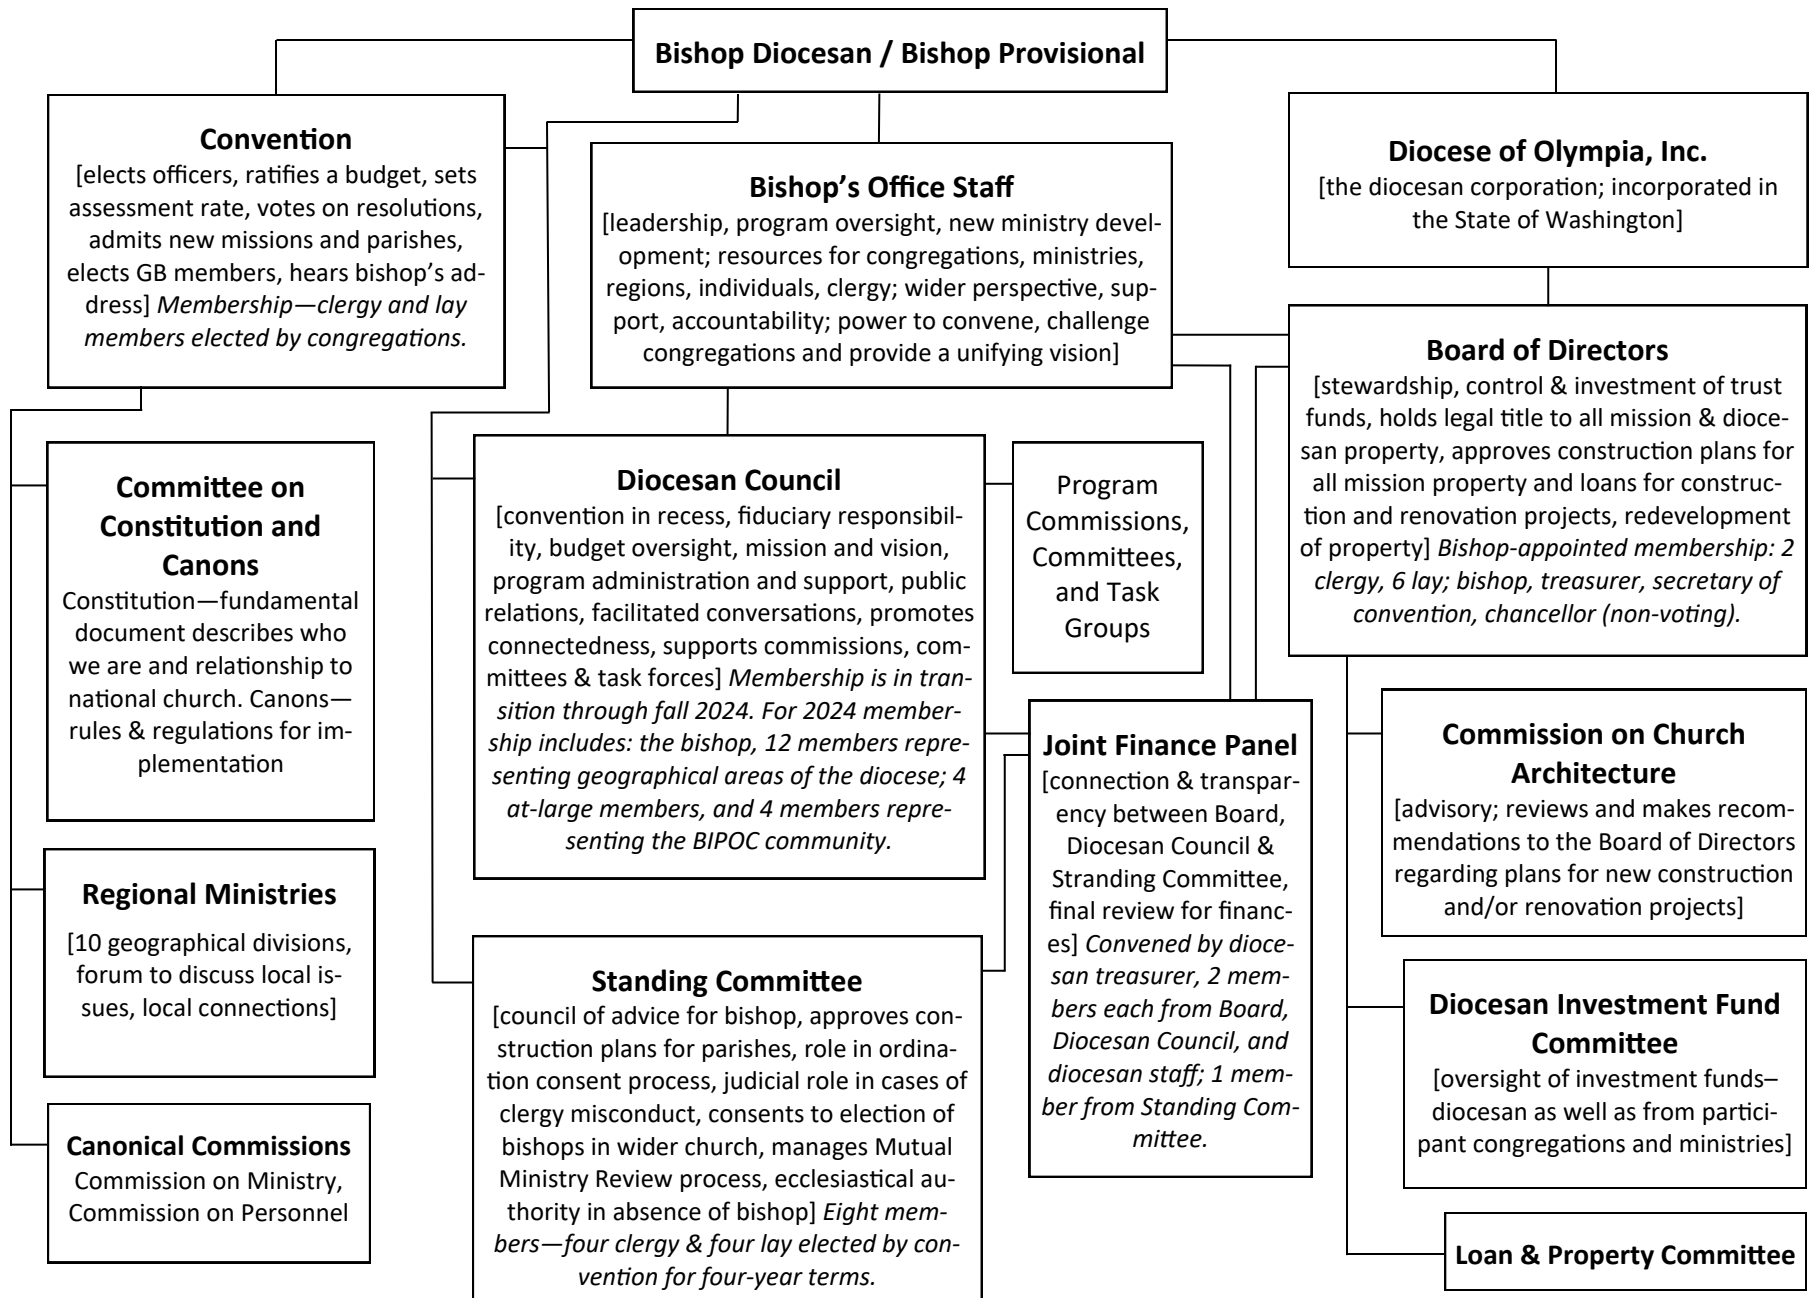 Bishop Diocesan / Bishop Provisional
Convention
[elects officers, ratifies a budget, sets
assessment rate, votes on resolutions,
admits new missions and parishes,
elects GB members, hears bishop's ad-
dress] Membership—clergy and lay
members elected by congregations.
Bishop's Office Staff
[leadership, program oversight, new ministry devel-
opment; resources for congregations, ministries,
regions, individuals, clergy; wider perspective, sup-
port, accountability; power to convene, challenge
congregations and provide a unifying vision]
Diocese of Olympia, Inc.
[the diocesan corporation; incorporated in
the State of Washington]
Board of Directors
[stewardship, control & investment of trust
funds, holds legal title to all mission & dioce-
san property, approves construction plans for
all mission property and loans for construc-
tion and renovation projects, redevelopment
of property] Bishop-appointed membership: 2
clergy, 6 lay; bishop, treasurer, secretary of
convention, chancellor (non-voting).
Committee on
Constitution and
Canons
Constitution—fundamental
document describes who
we are and relationship to
national church. Canons—
rules & regulations for im-
plementation
Diocesan Council
[convention in recess, fiduciary responsibil-
ity, budget oversight, mission and vision,
program administration and support, public
relations, facilitated conversations, promotes
connectedness, supports commissions, com-
mittees & task forces] Membership is in tran-
sition through fall 2024. For 2024 member-
ship includes: the bishop, 12 members repre-
senting geographical areas of the diocese; 4
at-large members, and 4 members repre-
senting the BIPOC community.
Program
Commissions,
Committees,
and Task
Groups
Joint Finance Panel
[connection & transpar-
ency between Board,
Diocesan Council &
Stranding Committee,
final review for financ-
es] Convened by dioce-
san treasurer, 2 mem-
bers each from Board,
Diocesan Council, and
diocesan staff; 1 mem-
ber from Standing Com-
mittee.
Commission on Church
Architecture
[advisory; reviews and makes recom-
mendations to the Board of Directors
regarding plans for new construction
and/or renovation projects]
Regional Ministries
[10 geographical divisions,
forum to discuss local is-
sues, local connections]
Standing Committee
[council of advice for bishop, approves con-
struction plans for parishes, role in ordina-
tion consent process, judicial role in cases of
clergy misconduct, consents to election of
bishops in wider church, manages Mutual
Ministry Review process, ecclesiastical au-
thority in absence of bishop] Eight mem-
bers—four clergy & four lay elected by con-
vention for four-year terms.
Diocesan Investment Fund
Committee
[oversight of investment funds–
diocesan as well as from partici-
pant congregations and ministries]
Canonical Commissions
Commission on Ministry,
Commission on Personnel
Loan & Property Committee